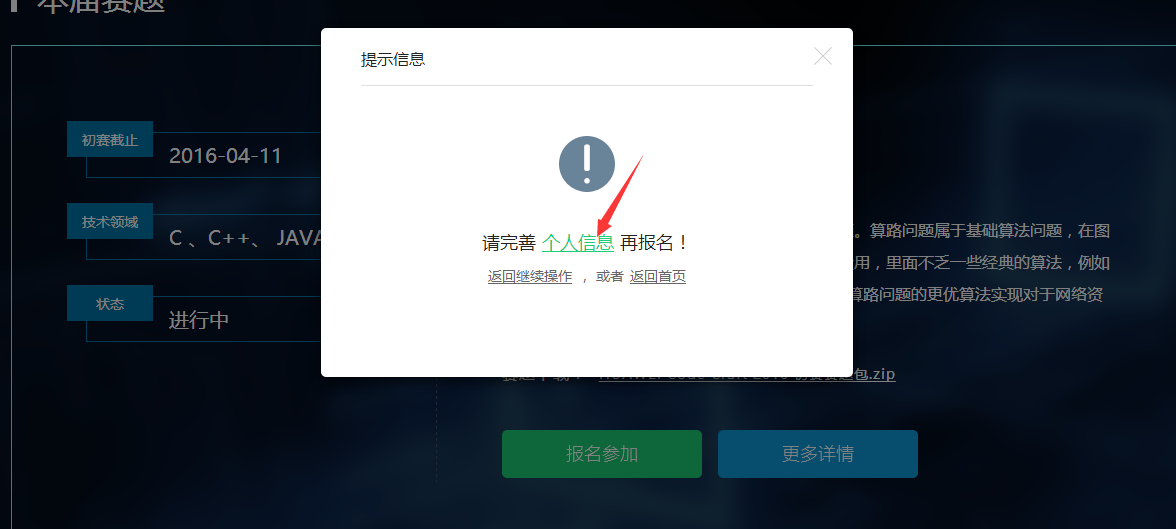 本届赛题
提示信息
初赛截止
2016-04-11
技术领域
C 、C++、 JAVA
状态
进行中
请完善 个人信息 再报名！
返回继续操作 ，或者 返回首页
。算路问题属于基础算法问题，在图
用，里面不乏一些经典的算法，例如
算路问题的更优算法实现对于网络资
包.zip
报名参加
更多详情